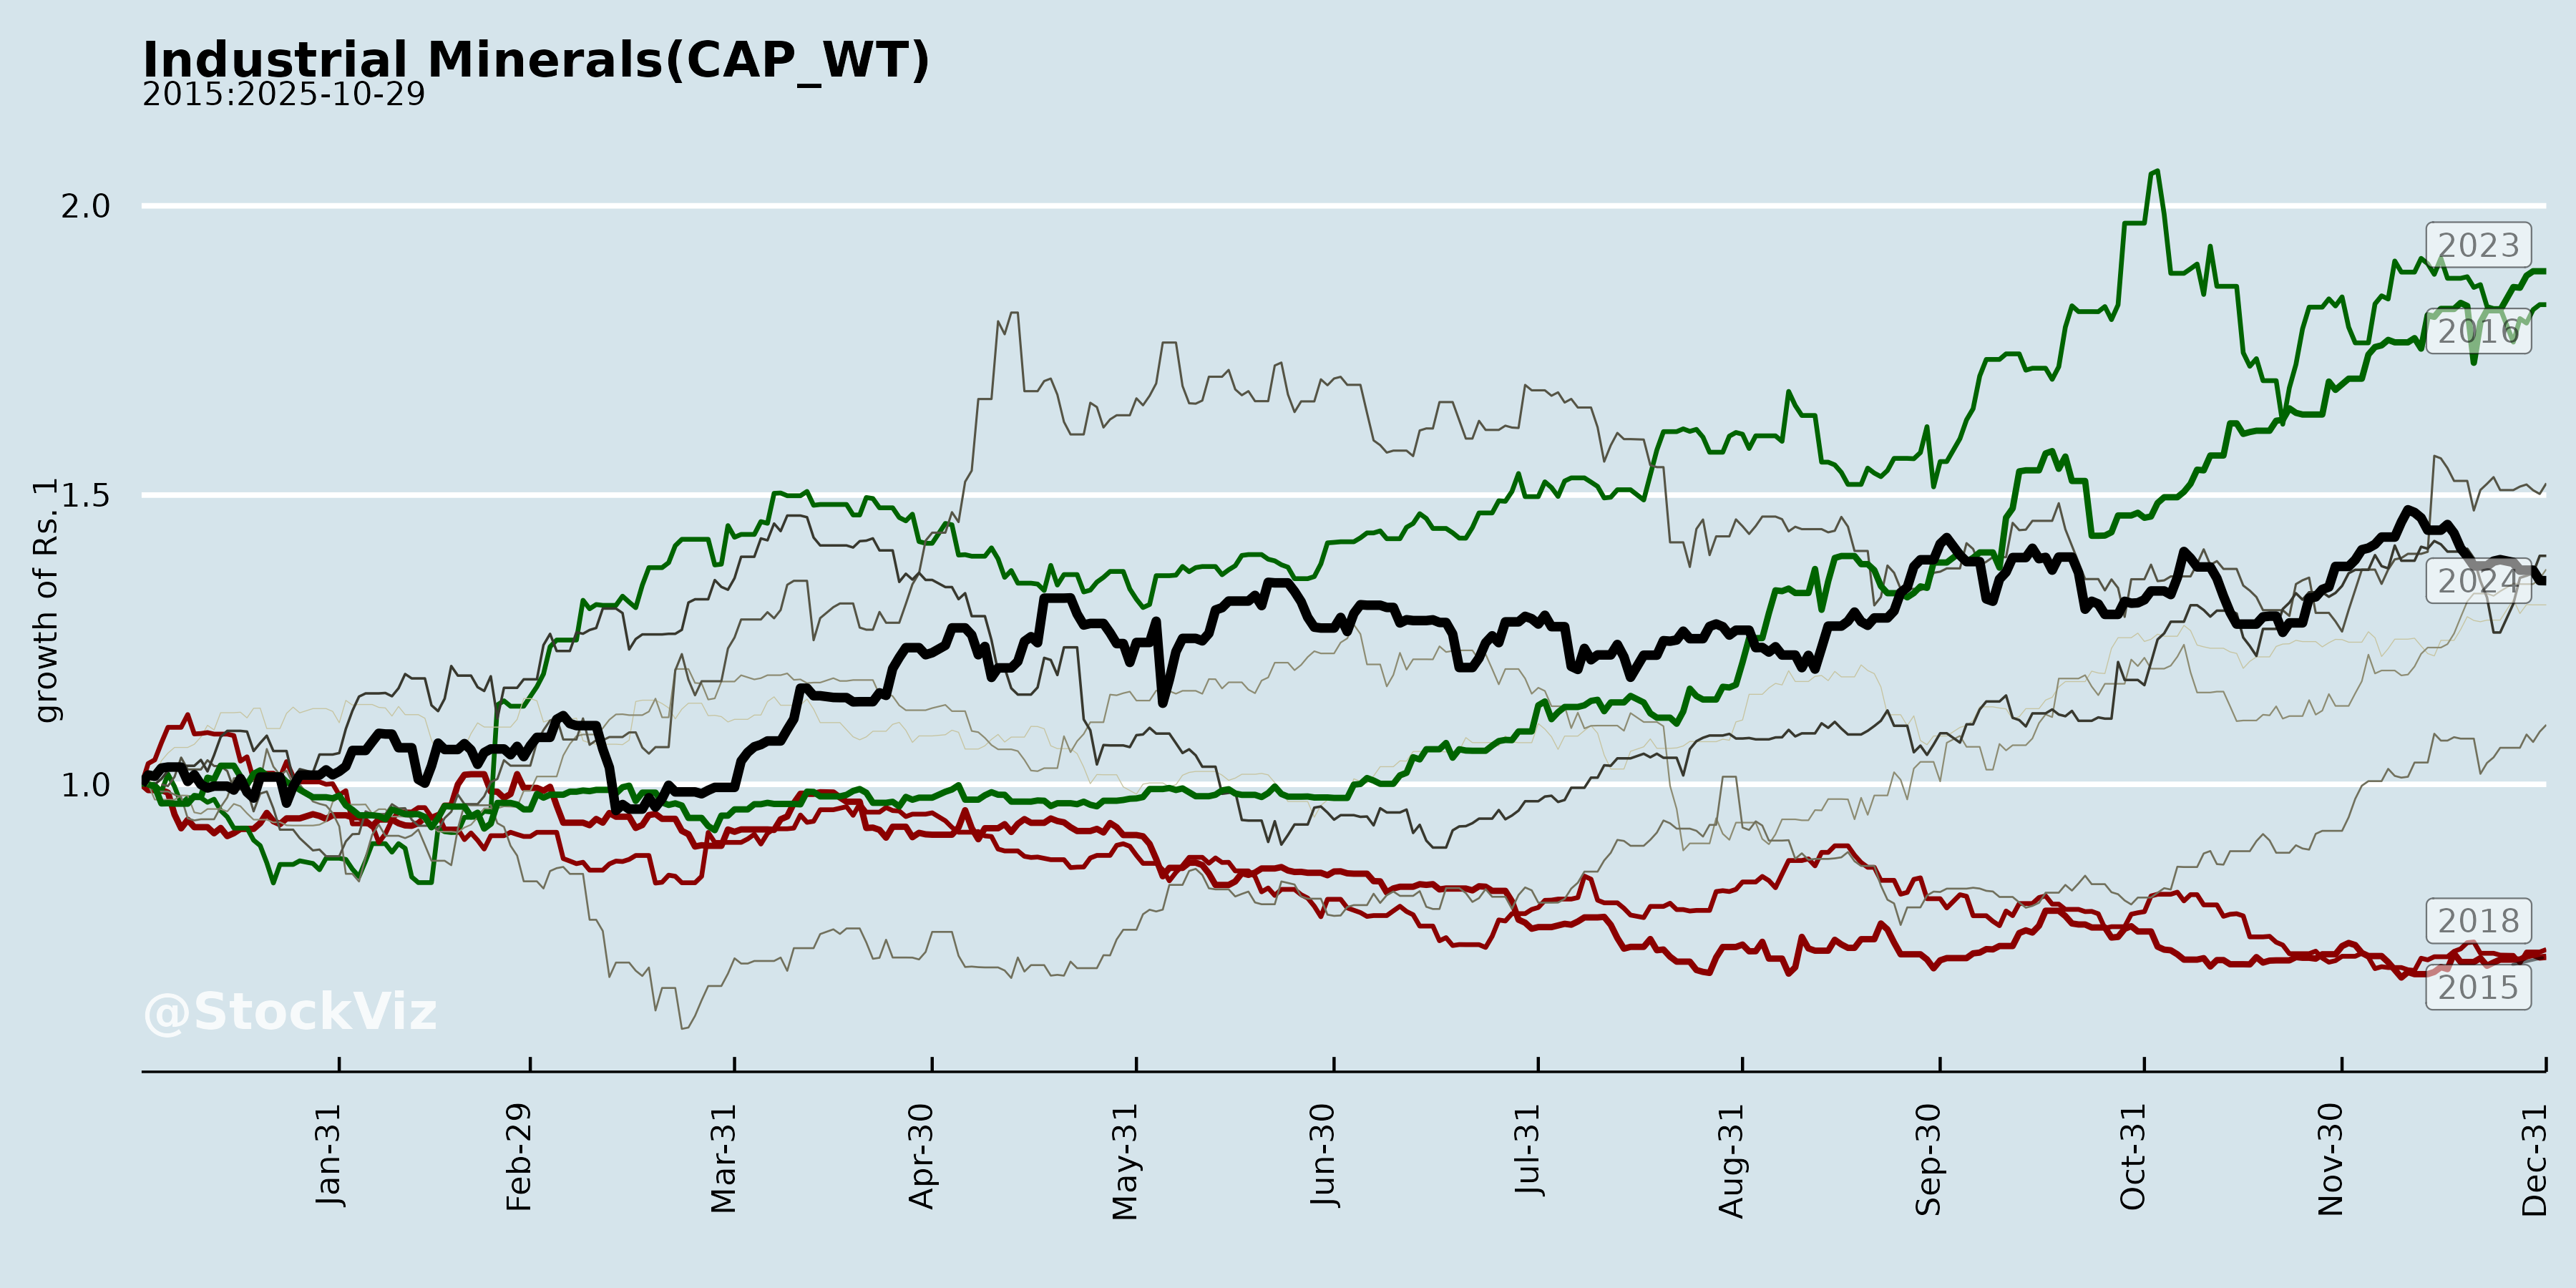 Industrial Minerals(CAP_WT)
2015:2025-10-29
growth of Rs. 1
2.0
1.5
1.0
2023
2016
2024
2018
2015
@StockViz
Jan-31
Feb-29
Mar-31
Apr-30
May-31
Jun-30
Jul-31
Aug-31
Sep-30
Oct-31
Nov-30
Dec-31